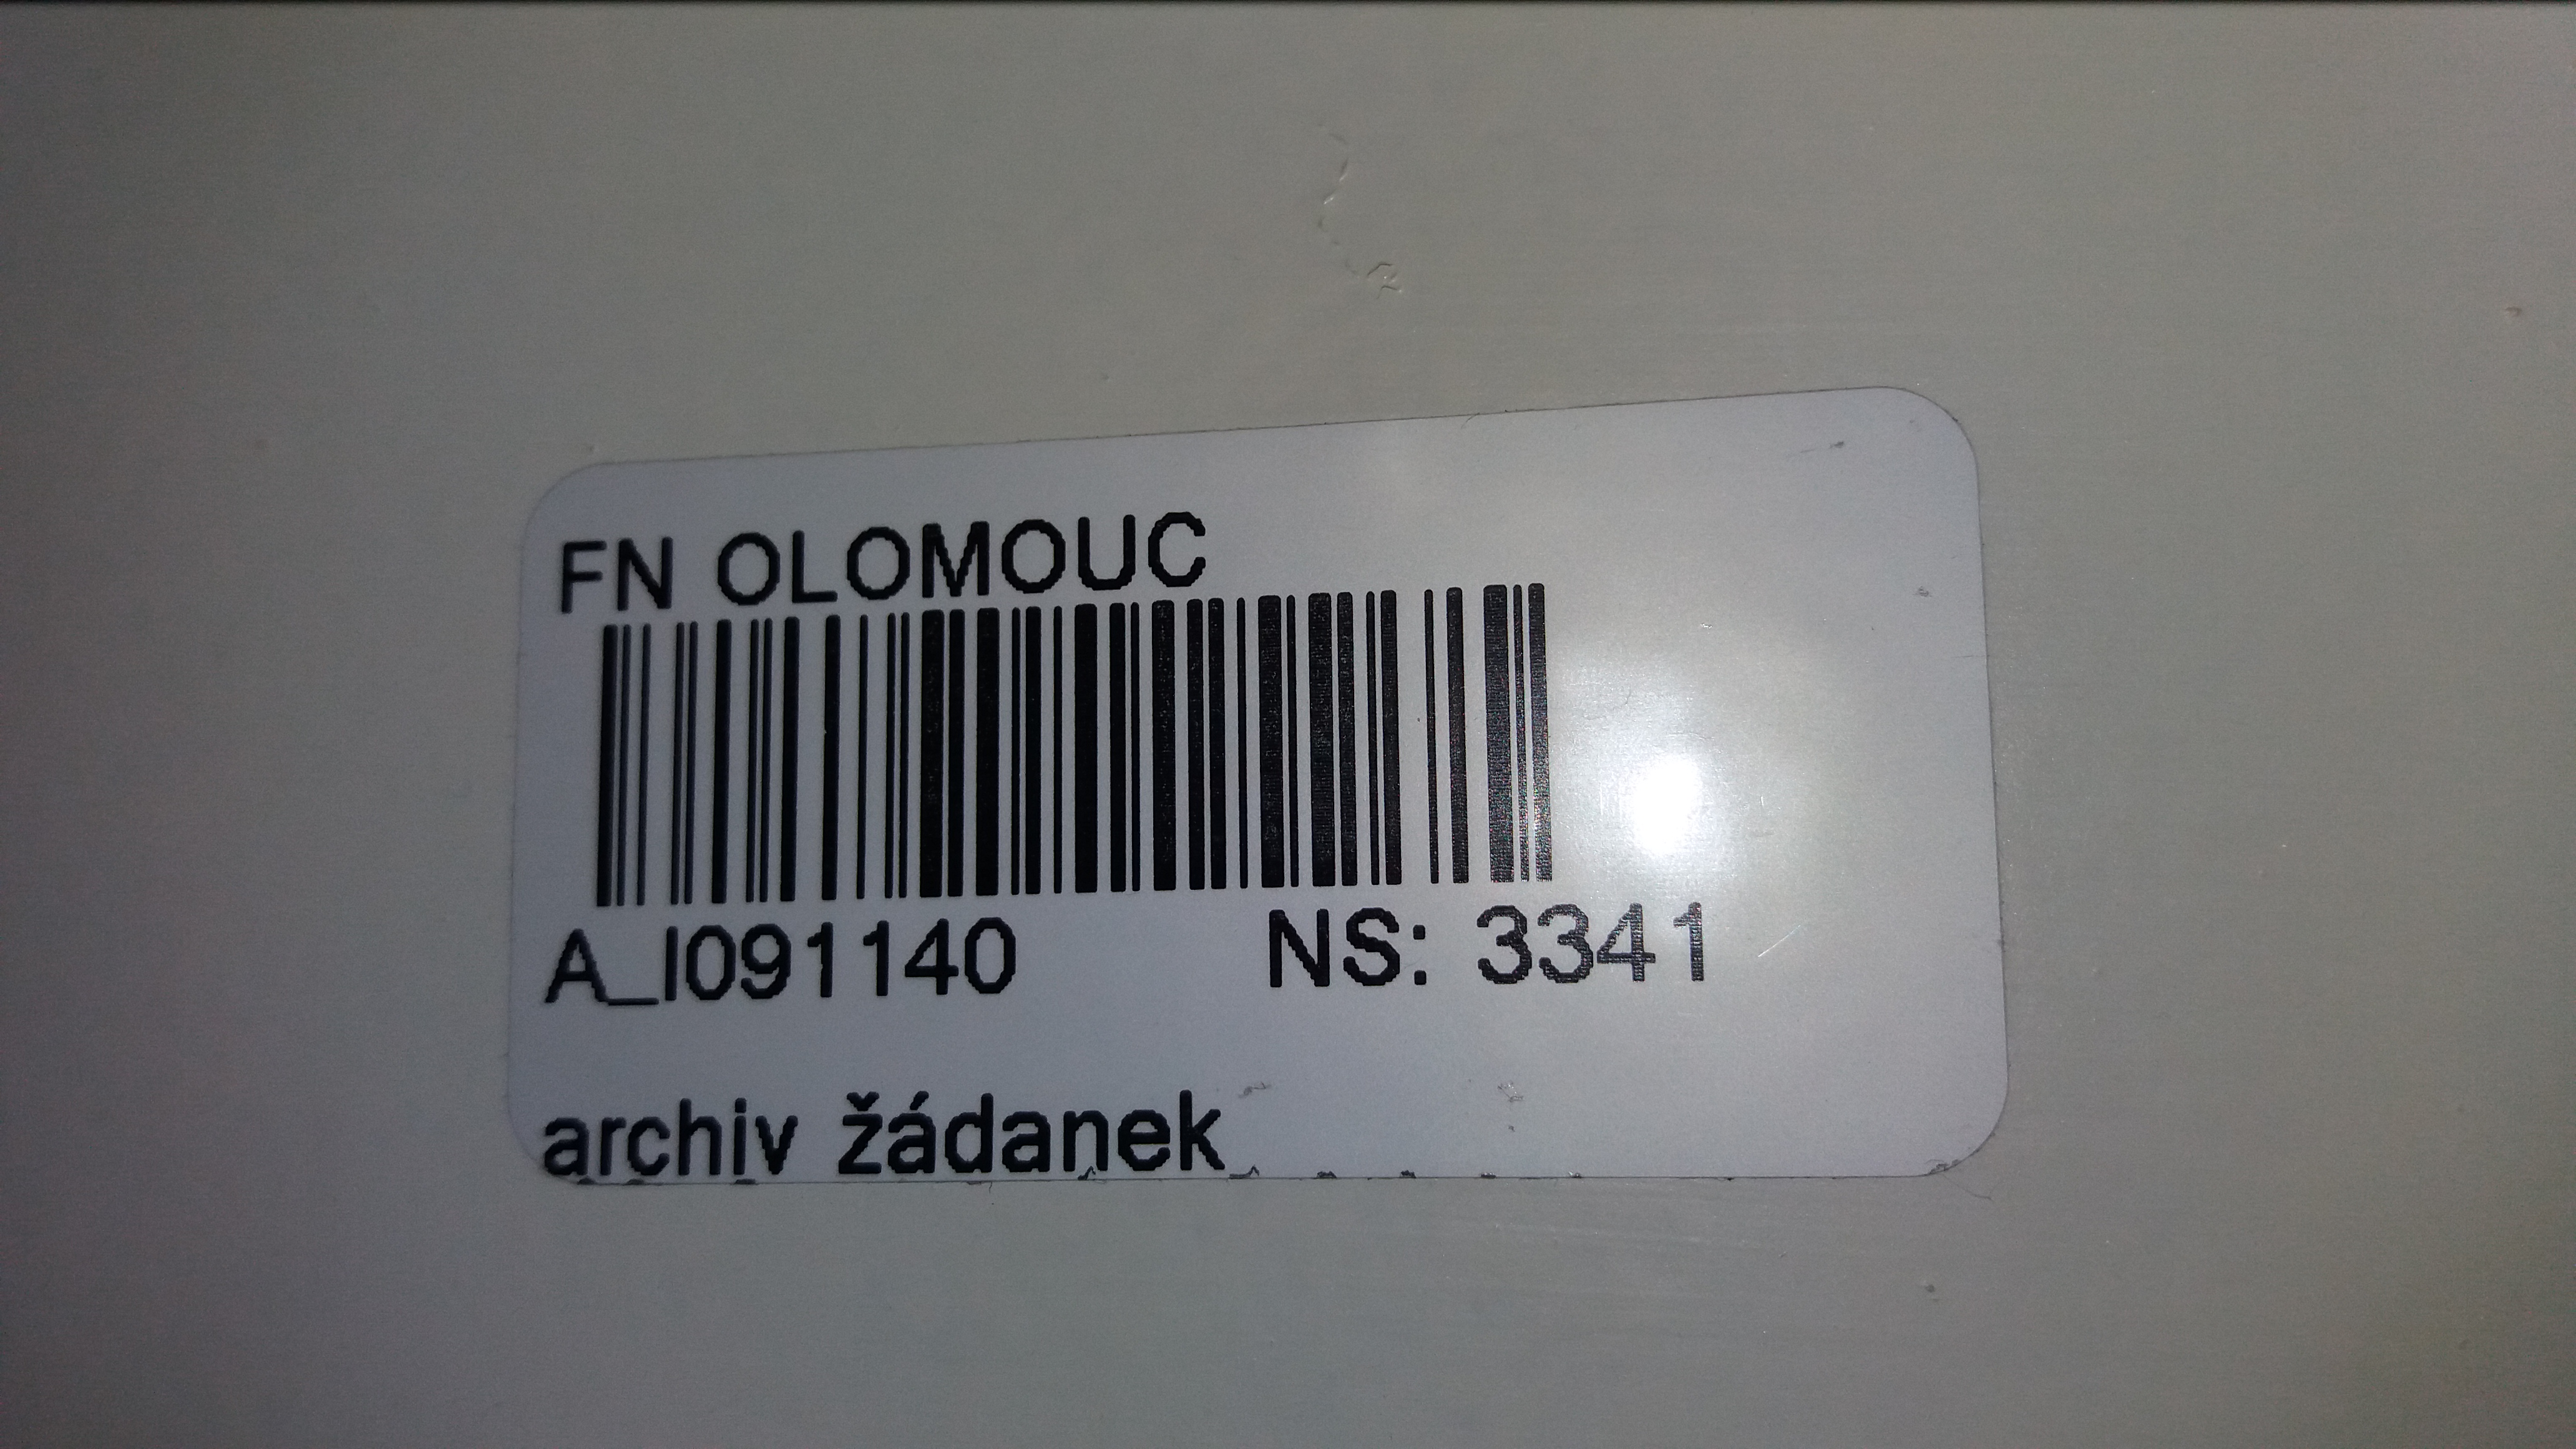 FN OLOMOUC
A_I091140 NS: 3341
archiv žádanek